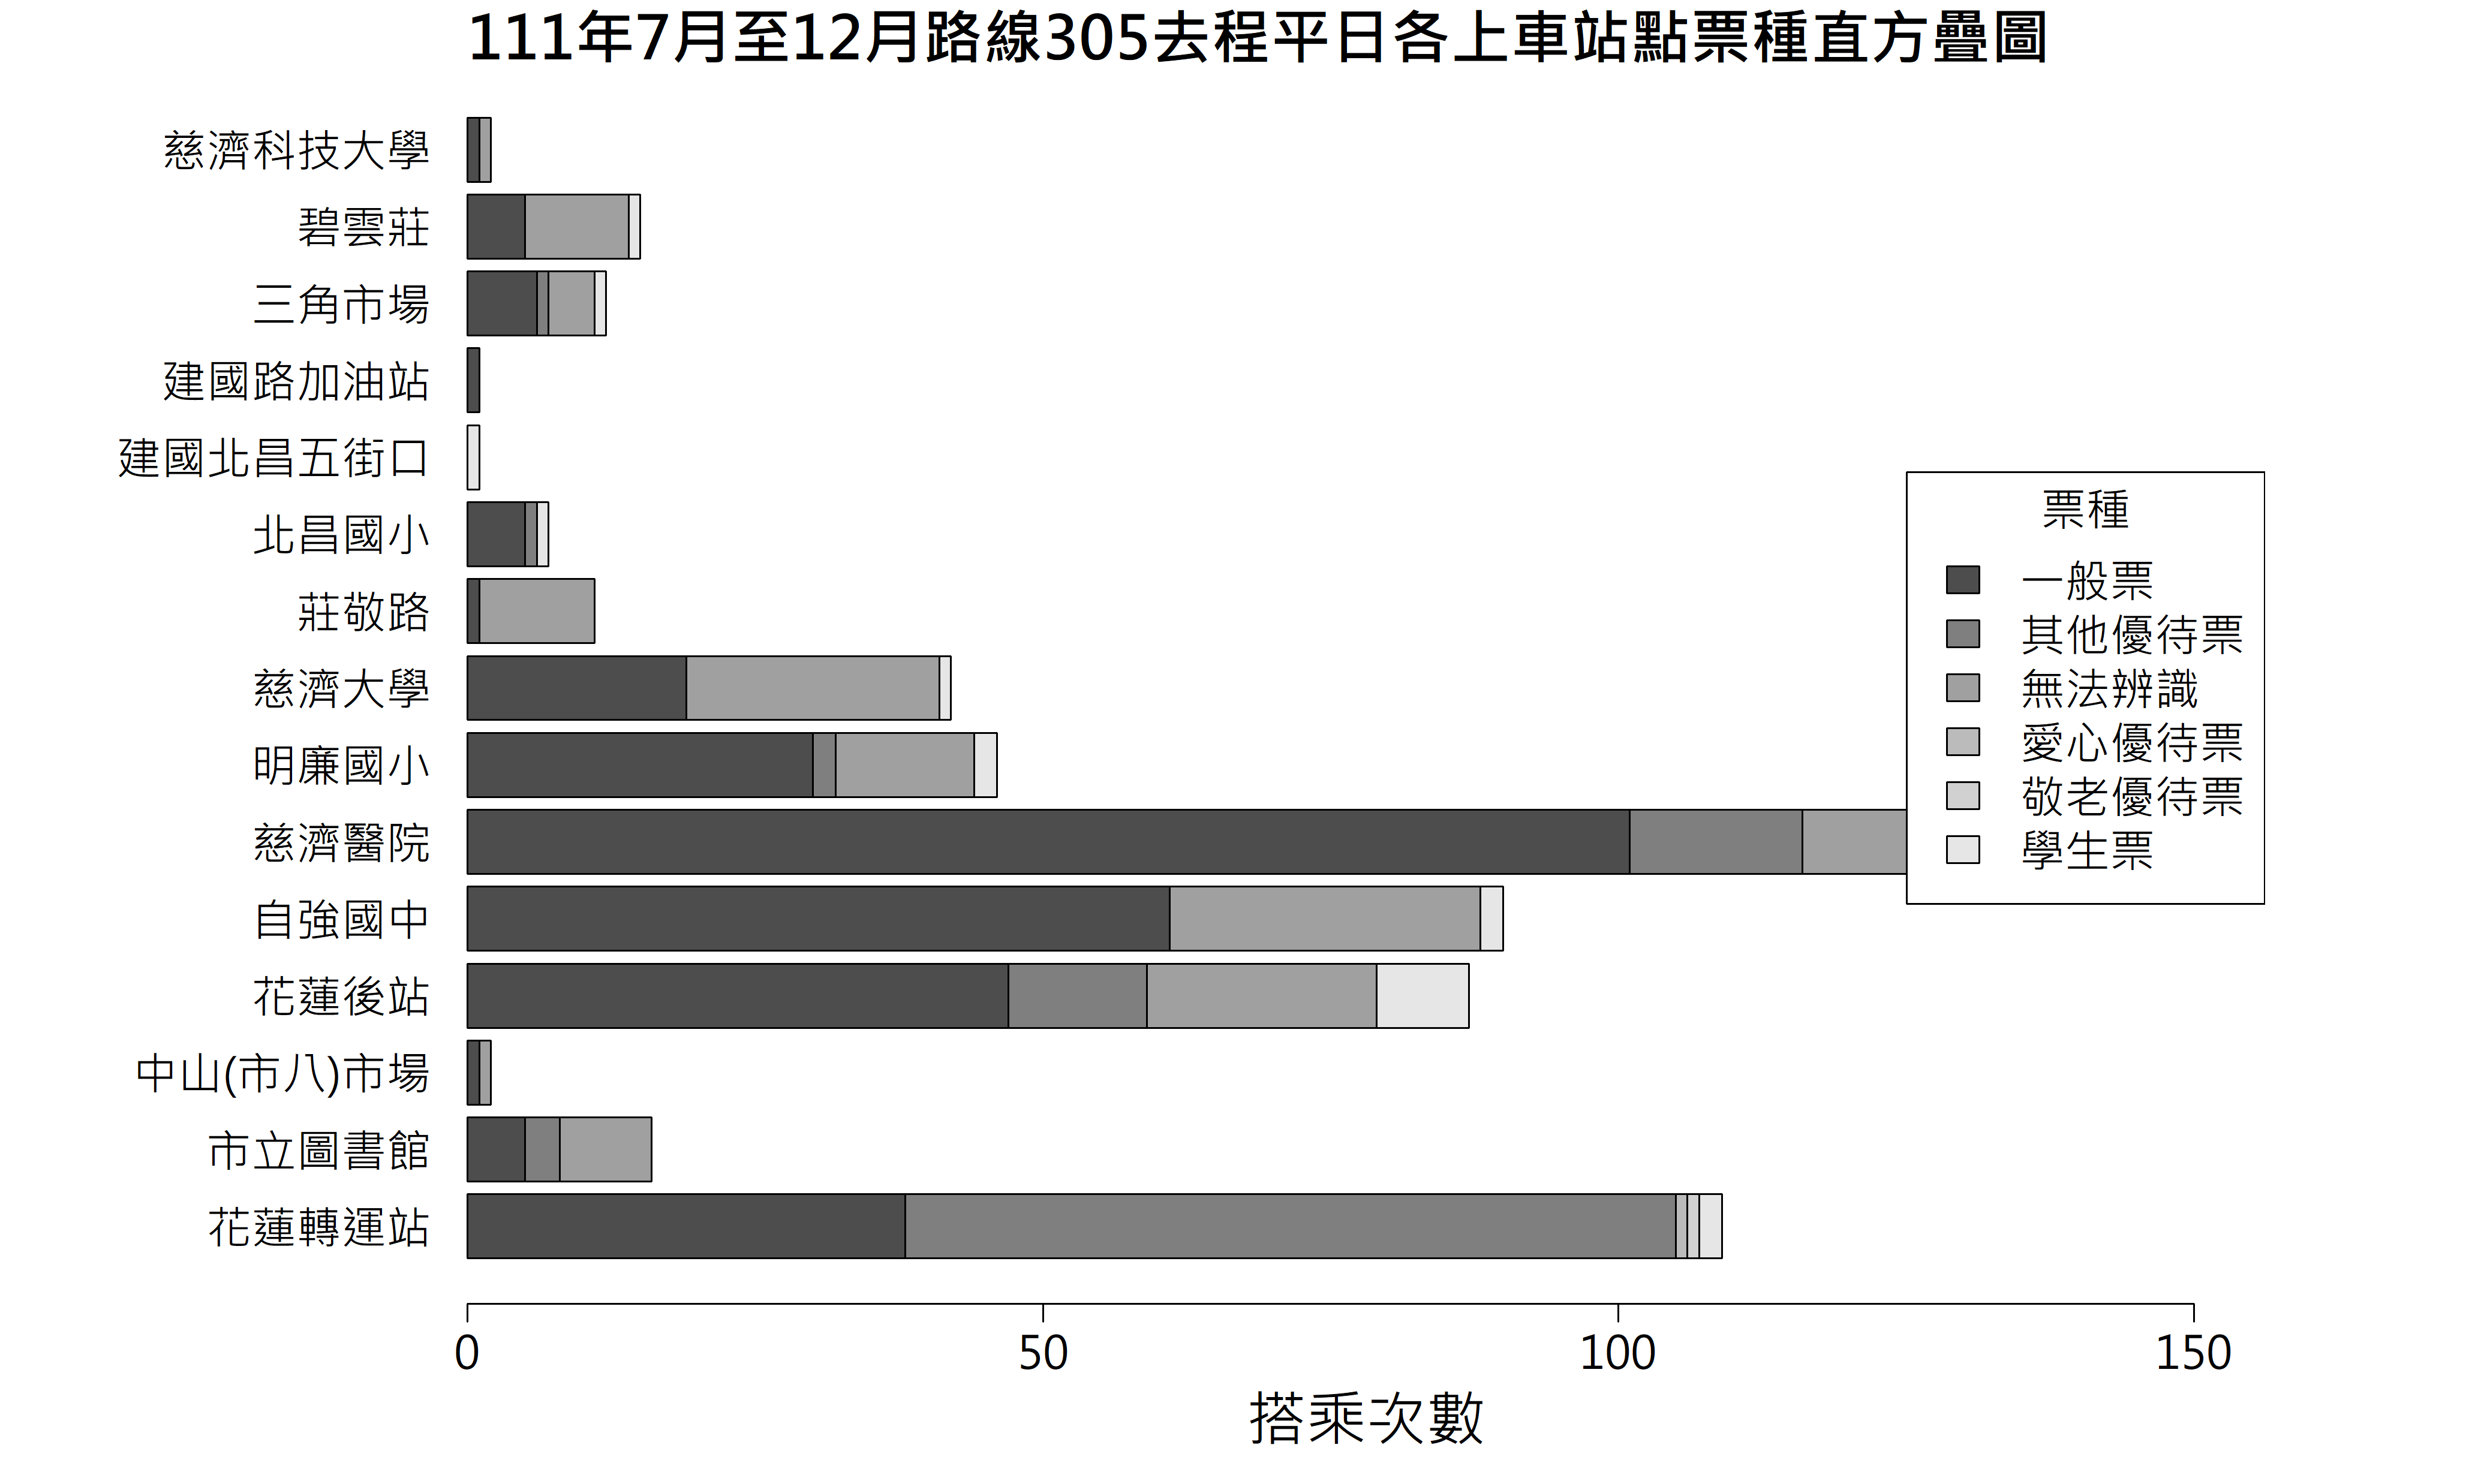 111年7月至12月路線305去程平日各上車站點票種直方疊圖
慈濟科技大學
碧雲莊
三角市場
建國路加油站
建國北昌五街口
北昌國小
莊敬路
慈濟大學
明廉國小
慈濟醫院
自強國中
花蓮後站
中山(市八)市場
市立圖書館
花蓮轉運站
票種
一般票
其他優待票
無法辨識
愛心優待票
敬老優待票
學生票
0 50 100 150
搭乘次數